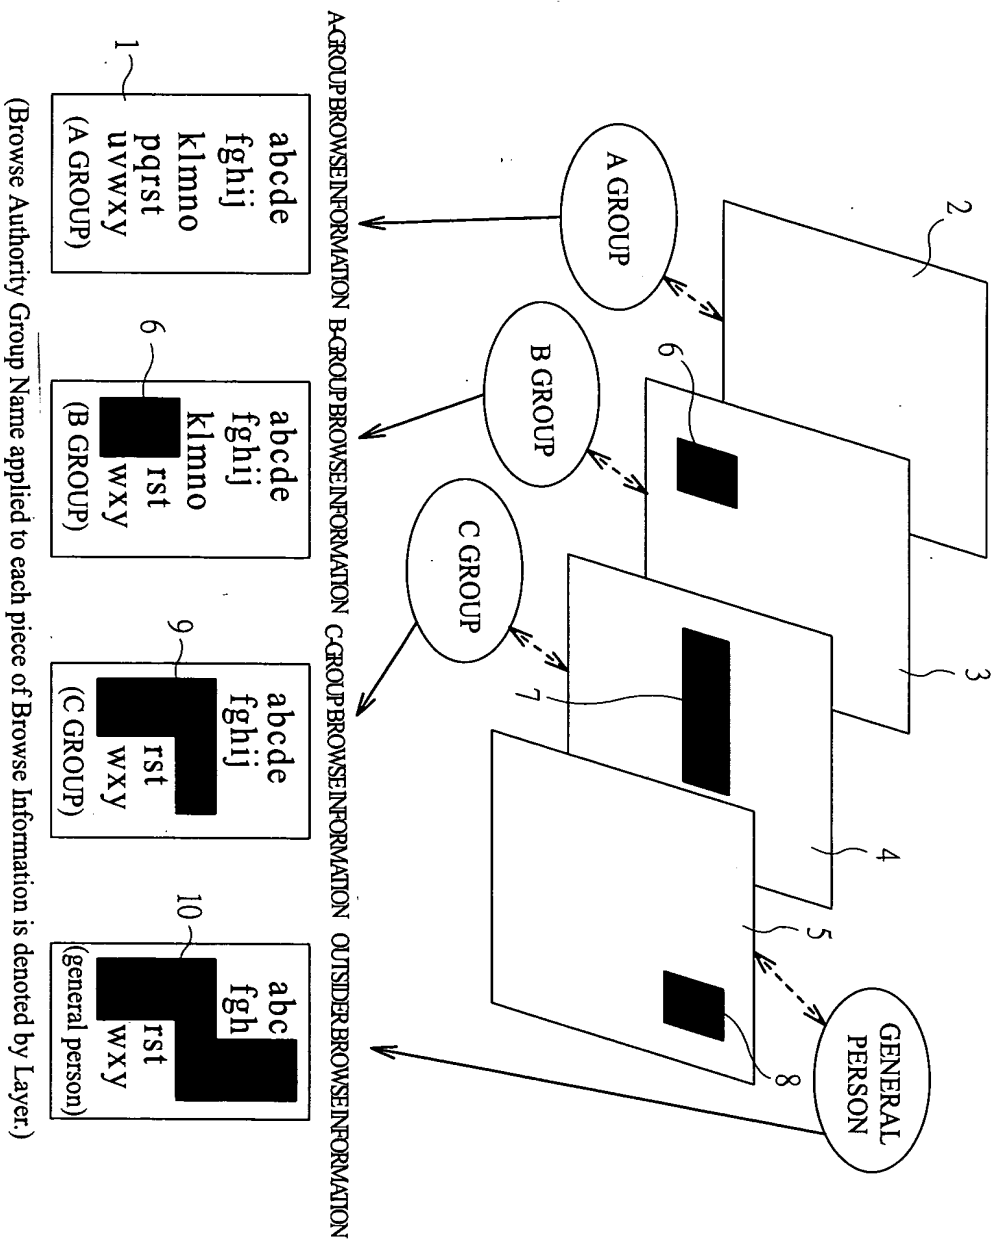 2
3
4
5
A GROUP
B GROUP
C GROUP
GENERAL
PERSON
6
7
8
A-GROUP BROWSE INFORMATION
B-GROUP BROWSE INFORMATION
C-GROUP BROWSE INFORMATION
OUTSIDER BROWSE INFORMATION
1
abcde
fghij
klmno
pqrst
uvwxy
(A GROUP)
6
abcde
fghij
klmno
rst
wxy
(B GROUP)
9
abcde
fghij
rst
wxy
(C GROUP)
10
abc
fgh
rst
wxy
(general person)
(Browse Authority Group Name applied to each piece of Browse Information is denoted by Layer.)